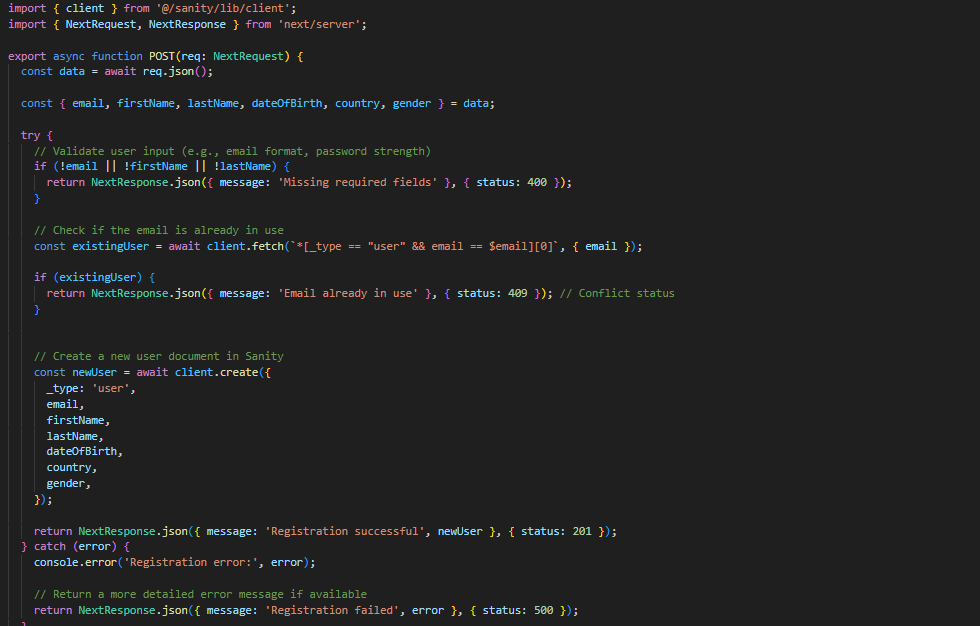 import { client } from '@/sanity/lib/client';
import { NextRequest, NextResponse } from 'next/server';
export async function POST(req: NextRequest) {
const data = await req.json();
const { email, firstName, lastName, dateOfBirth, country, gender } = data;
try {
// Validate user input (e.g., email format, password strength)
if (!email || !firstName || !lastName) {
return NextResponse.json({ message: 'Missing required fields' }, { status: 400 });
}
// Check if the email is already in use
const existingUser = await client.fetch(`*[_type == "user" && email == $email][0]`, { email });
if (existingUser) {
return NextResponse.json({ message: 'Email already in use' }, { status: 409 }); // Conflict status
}
// Create a new user document in Sanity
const newUser = await client.create({
_type: 'user',
email,
firstName,
lastName,
dateOfBirth,
country,
gender,
});
return NextResponse.json({ message: 'Registration successful', newUser }, { status: 201 });
} catch (error) {
console.error('Registration error:', error);
// Return a more detailed error message if available
return NextResponse.json({ message: 'Registration failed', error }, { status: 500 });
}